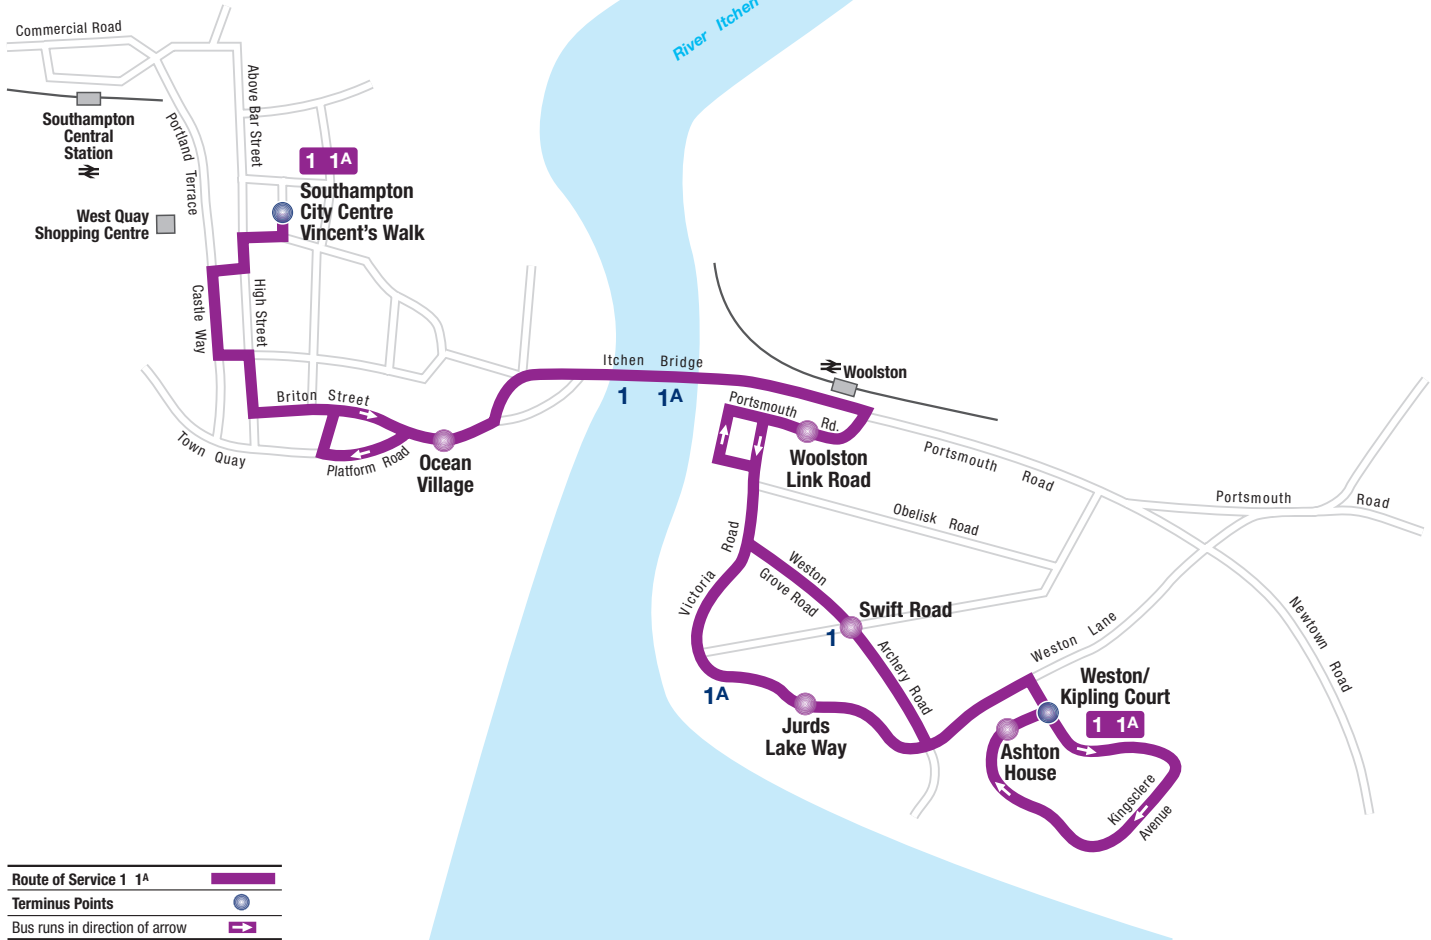 River Itchen
Commercial Road
Above Bar Street
Portland Terrace
Southampton
Central
Station
1 1A
Southampton
City Centre
Vincent's Walk
West Quay
Shopping Centre
Castle Way
High Street
Itchen Bridge
1 1A
Woolston
Briton Street
Town Quay
Platform Road
Ocean
Village
Portsmouth Rd.
Woolston
Link Road
Portsmouth Road
Portsmouth Road
Obelisk Road
Victoria Road
Weston
Grove Road
Swift Road
1
Archery Road
Weston Lane
Newtown Road
1A
Jurds
Lake Way
Weston/
Kipling Court
1 1A
Ashton
House
Kingsclere
Avenue
Route of Service 1 1A
Terminus Points
Bus runs in direction of arrow